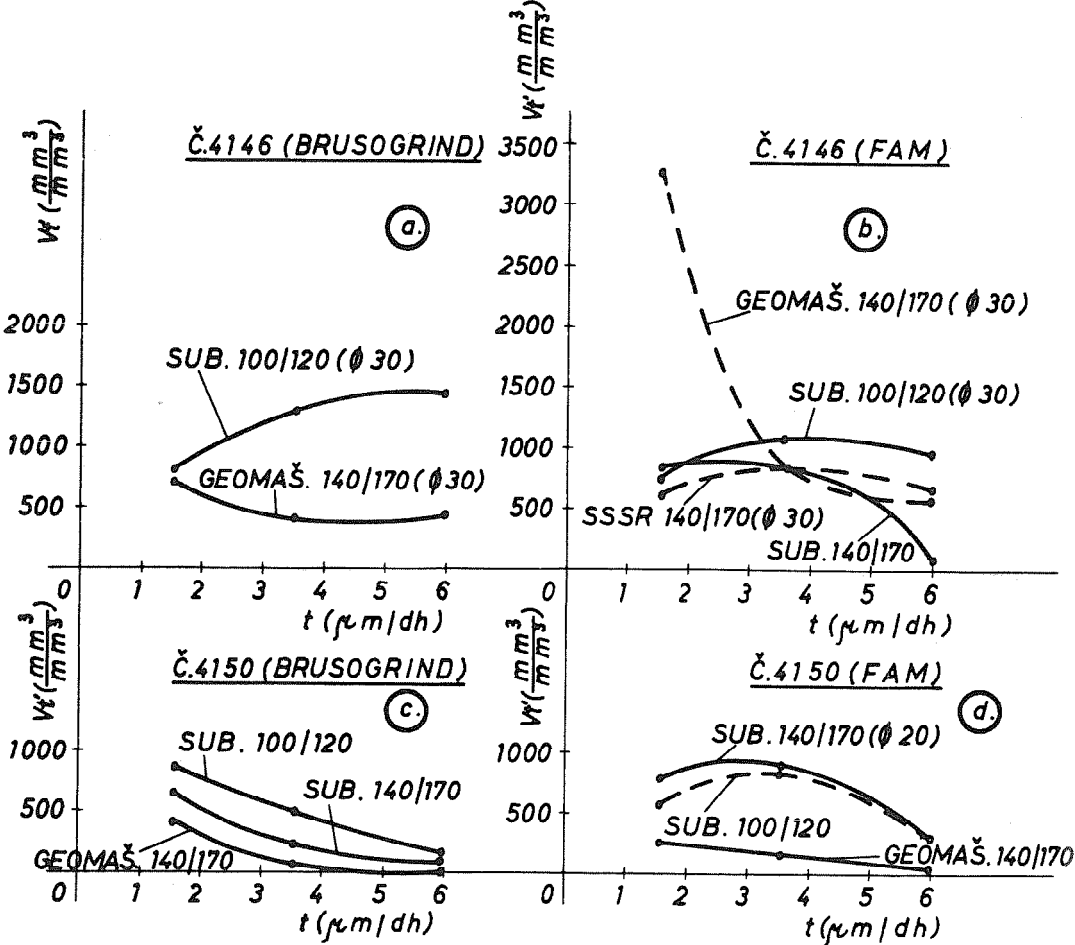 Vt' (mm³/mm³)
Č.4146 (BRUSOGRIND)
a.
2000
1500
1000
500
SUB. 100/120 (ϕ 30)
GEOMAŠ. 140/170 (ϕ30)
0 1 2 3 4 5 6
t (μm/dh)
Vt' (mm³/mm³)
Č.4146 (FAM)
b.
3500
3000
2500
2000
1500
1000
500
GEOMAŠ. 140/170 (ϕ 30)
SUB. 100/120 (ϕ 30)
SSSR 140/170 (ϕ 30)
SUB. 140/170
0 1 2 3 4 5 6
t (μm/dh)
Vt' (mm³/mm³)
Č.4150 (BRUSOGRIND)
c.
1000
500
SUB. 100/120
SUB. 140/170
GEOMAŠ. 140/170
0 1 2 3 4 5 6
t (μm/dh)
Vt' (mm³/mm³)
Č.4150 (FAM)
d.
1000
500
SUB. 140/170 (ϕ 20)
SUB. 100/120
GEOMAŠ. 140/170
0 1 2 3 4 5 6
t (μm/dh)